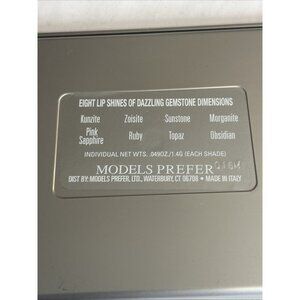 EIGHT LIP SHINES OF DAZZLING GEMSTONE DIMENSIONS
Kunzite Zoisite Sunstone Morganite
Pink Sapphire Ruby Topaz Obsidian
INDIVIDUAL NET WTS. .049OZ./1.4G (EACH SHADE)
MODELS PREFER
DIST BY: MODELS PREFER, LTD., WATERBURY, CT 06708 • MADE IN ITALY